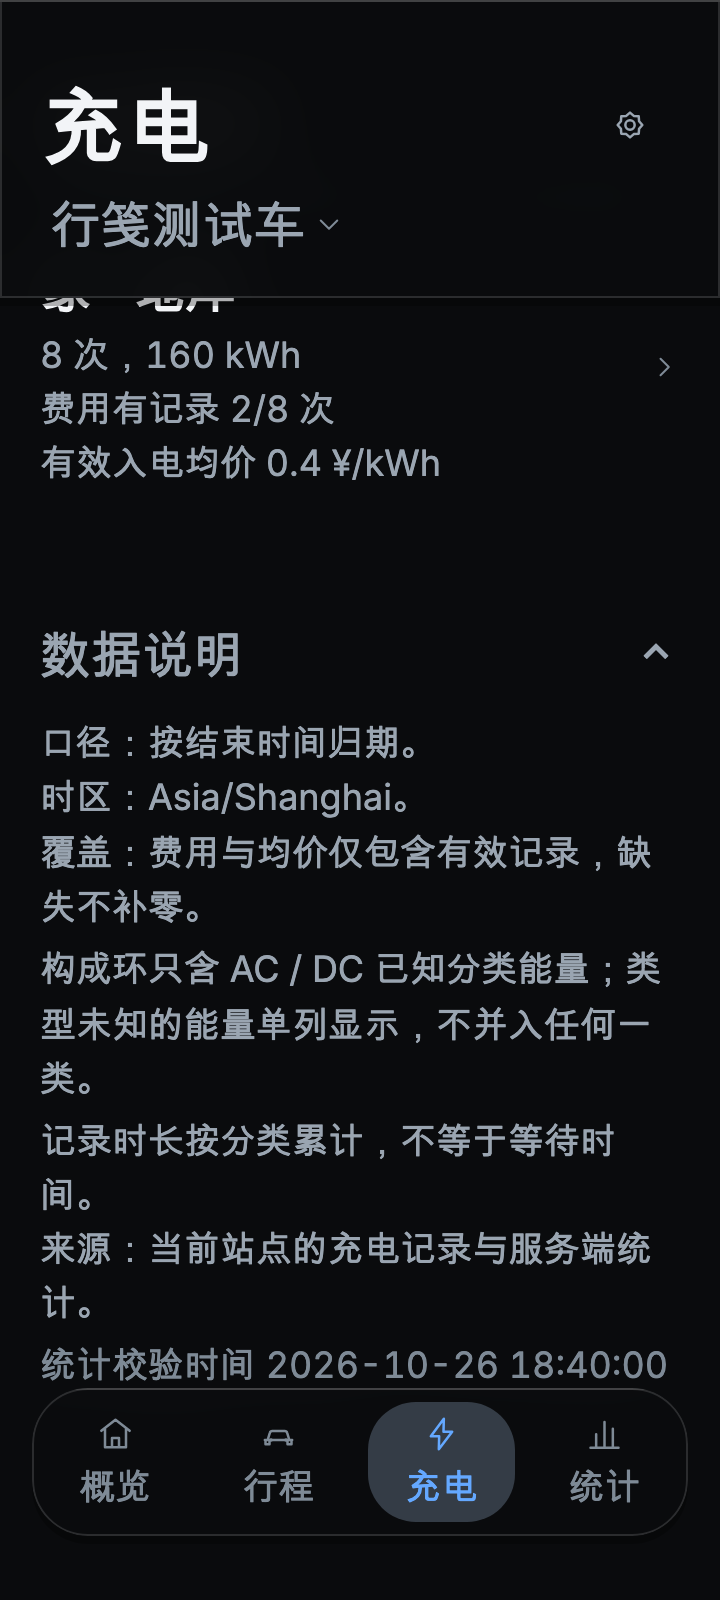 充电
行笺测试车
8 次，160 kWh
费用有记录 2/8 次
有效入电均价 0.4 ¥/kWh
数据说明
口径：按结束时间归期。
时区：Asia/Shanghai。
覆盖：费用与均价仅包含有效记录，缺
失不补零。
构成环只含 AC / DC 已知分类能量；类
型未知的能量单列显示，不并入任何一
类。
记录时长按分类累计，不等于等待时
间。
来源：当前站点的充电记录与服务端统
计。
统计校验时间 2026-10-26 18:40:00
概览
行程
充电
统计